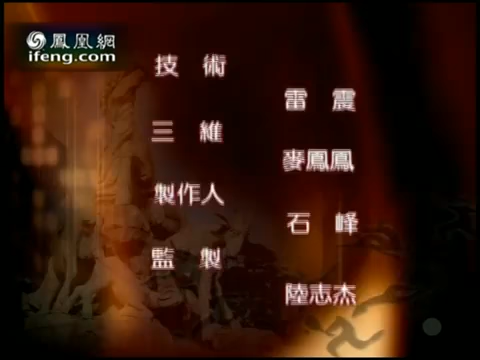 鳳凰網
ifeng.com
技術
雷震
三維
麥鳳鳳
製作人
石峰
監製
陸志杰